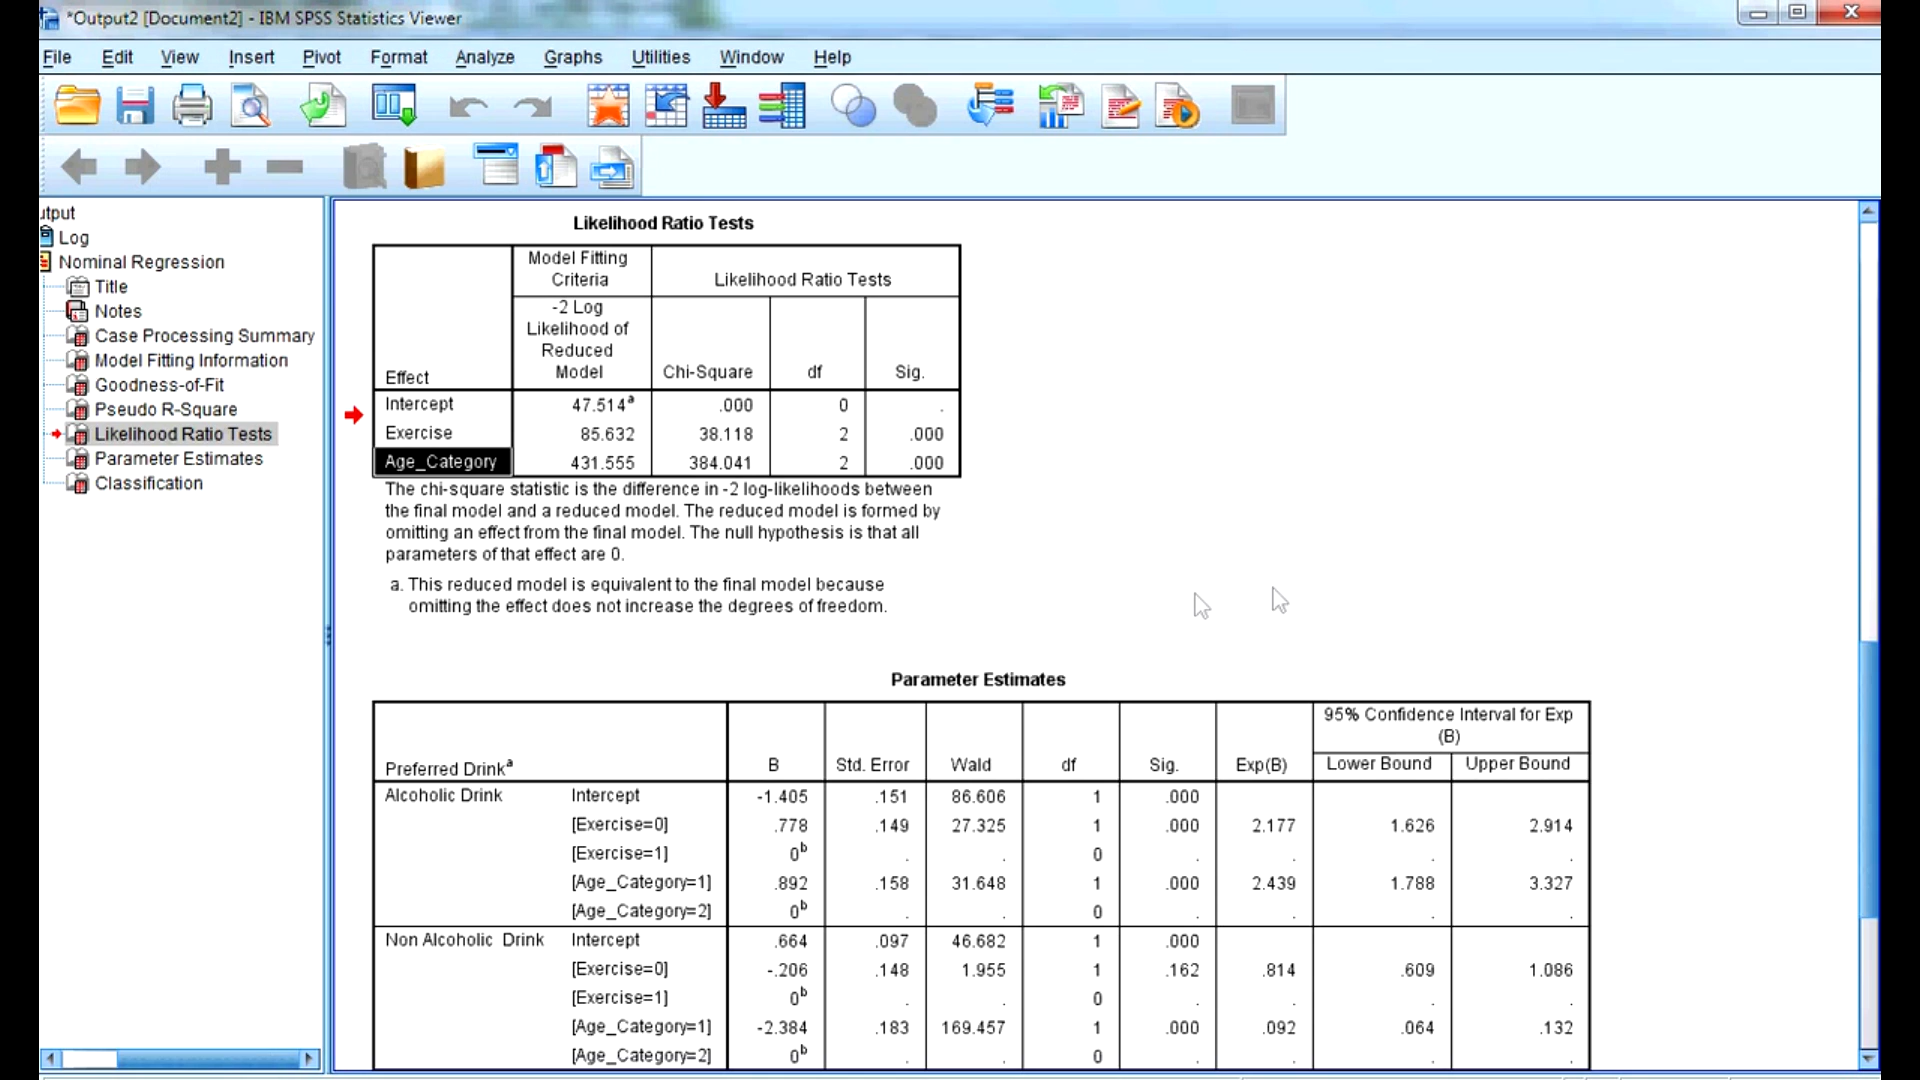 *Output2 [Document2] - IBM SPSS Statistics Viewer
File Edit View Insert Pivot Format Analyze Graphs Utilities Window Help
utput
Log
Nominal Regression
Title
Notes
Case Processing Summary
Model Fitting Information
Goodness-of-Fit
Pseudo R-Square
Likelihood Ratio Tests
Parameter Estimates
Classification
Likelihood Ratio Tests
Model Fitting
Criteria
Likelihood Ratio Tests
-2 Log
Likelihood of
Reduced
Model
Effect Chi-Square df Sig.
Intercept 47.514a .000 0 .
Exercise 85.632 38.118 2 .000
Age_Category 431.555 384.041 2 .000
The chi-square statistic is the difference in -2 log-likelihoods between
the final model and a reduced model. The reduced model is formed by
omitting an effect from the final model. The null hypothesis is that all
parameters of that effect are 0.
a. This reduced model is equivalent to the final model because
omitting the effect does not increase the degrees of freedom.
Parameter Estimates
95% Confidence Interval for Exp
(B)
Preferred Drinka B Std. Error Wald df Sig. Exp(B) Lower Bound Upper Bound
Alcoholic Drink Intercept -1.405 .151 86.606 1 .000
[Exercise=0] .778 .149 27.325 1 .000 2.177 1.626 2.914
[Exercise=1] 0b . . 0 . . . .
[Age_Category=1] .892 .158 31.648 1 .000 2.439 1.788 3.327
[Age_Category=2] 0b . . 0 . . . .
Non Alcoholic Drink Intercept .664 .097 46.682 1 .000
[Exercise=0] -.206 .148 1.955 1 .162 .814 .609 1.086
[Exercise=1] 0b . . 0 . . . .
[Age_Category=1] -2.384 .183 169.457 1 .000 .092 .064 .132
[Age_Category=2] 0b . . 0 . . . .